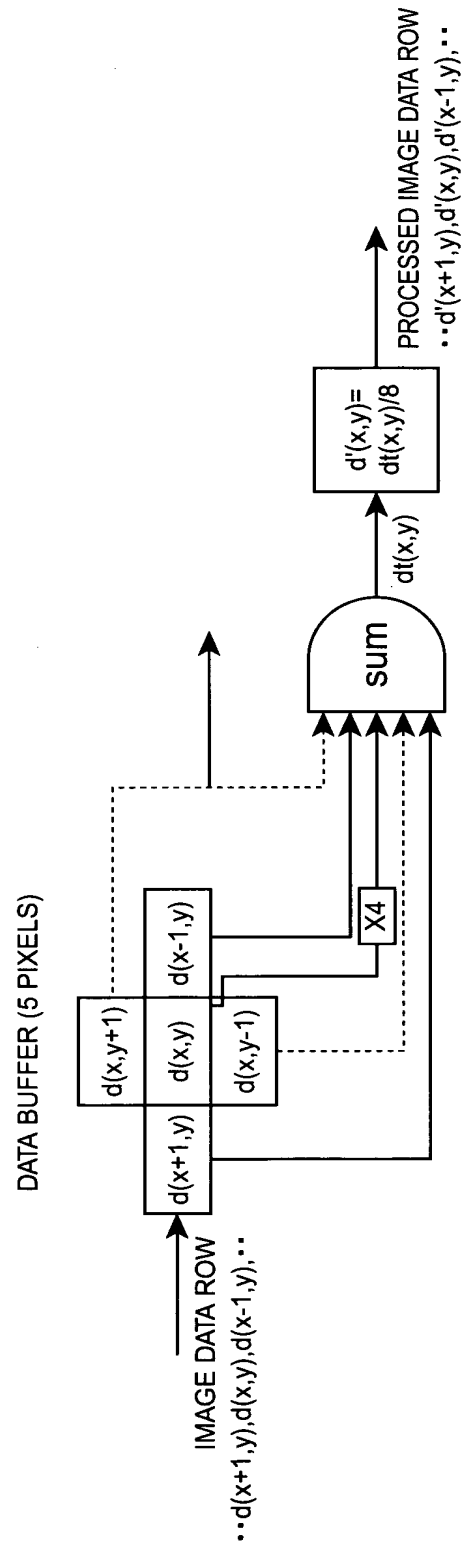 DATA BUFFER (5 PIXELS)
IMAGE DATA ROW
••d(x+1,y),d(x,y),d(x-1,y),••
d(x+1,y)
d(x,y+1)
d(x,y)
d(x,y-1)
d(x-1,y)
X4
sum
dt(x,y)
d'(x,y)=
dt(x,y)/8
PROCESSED IMAGE DATA ROW
••d'(x+1,y),d'(x,y),d'(x-1,y),••